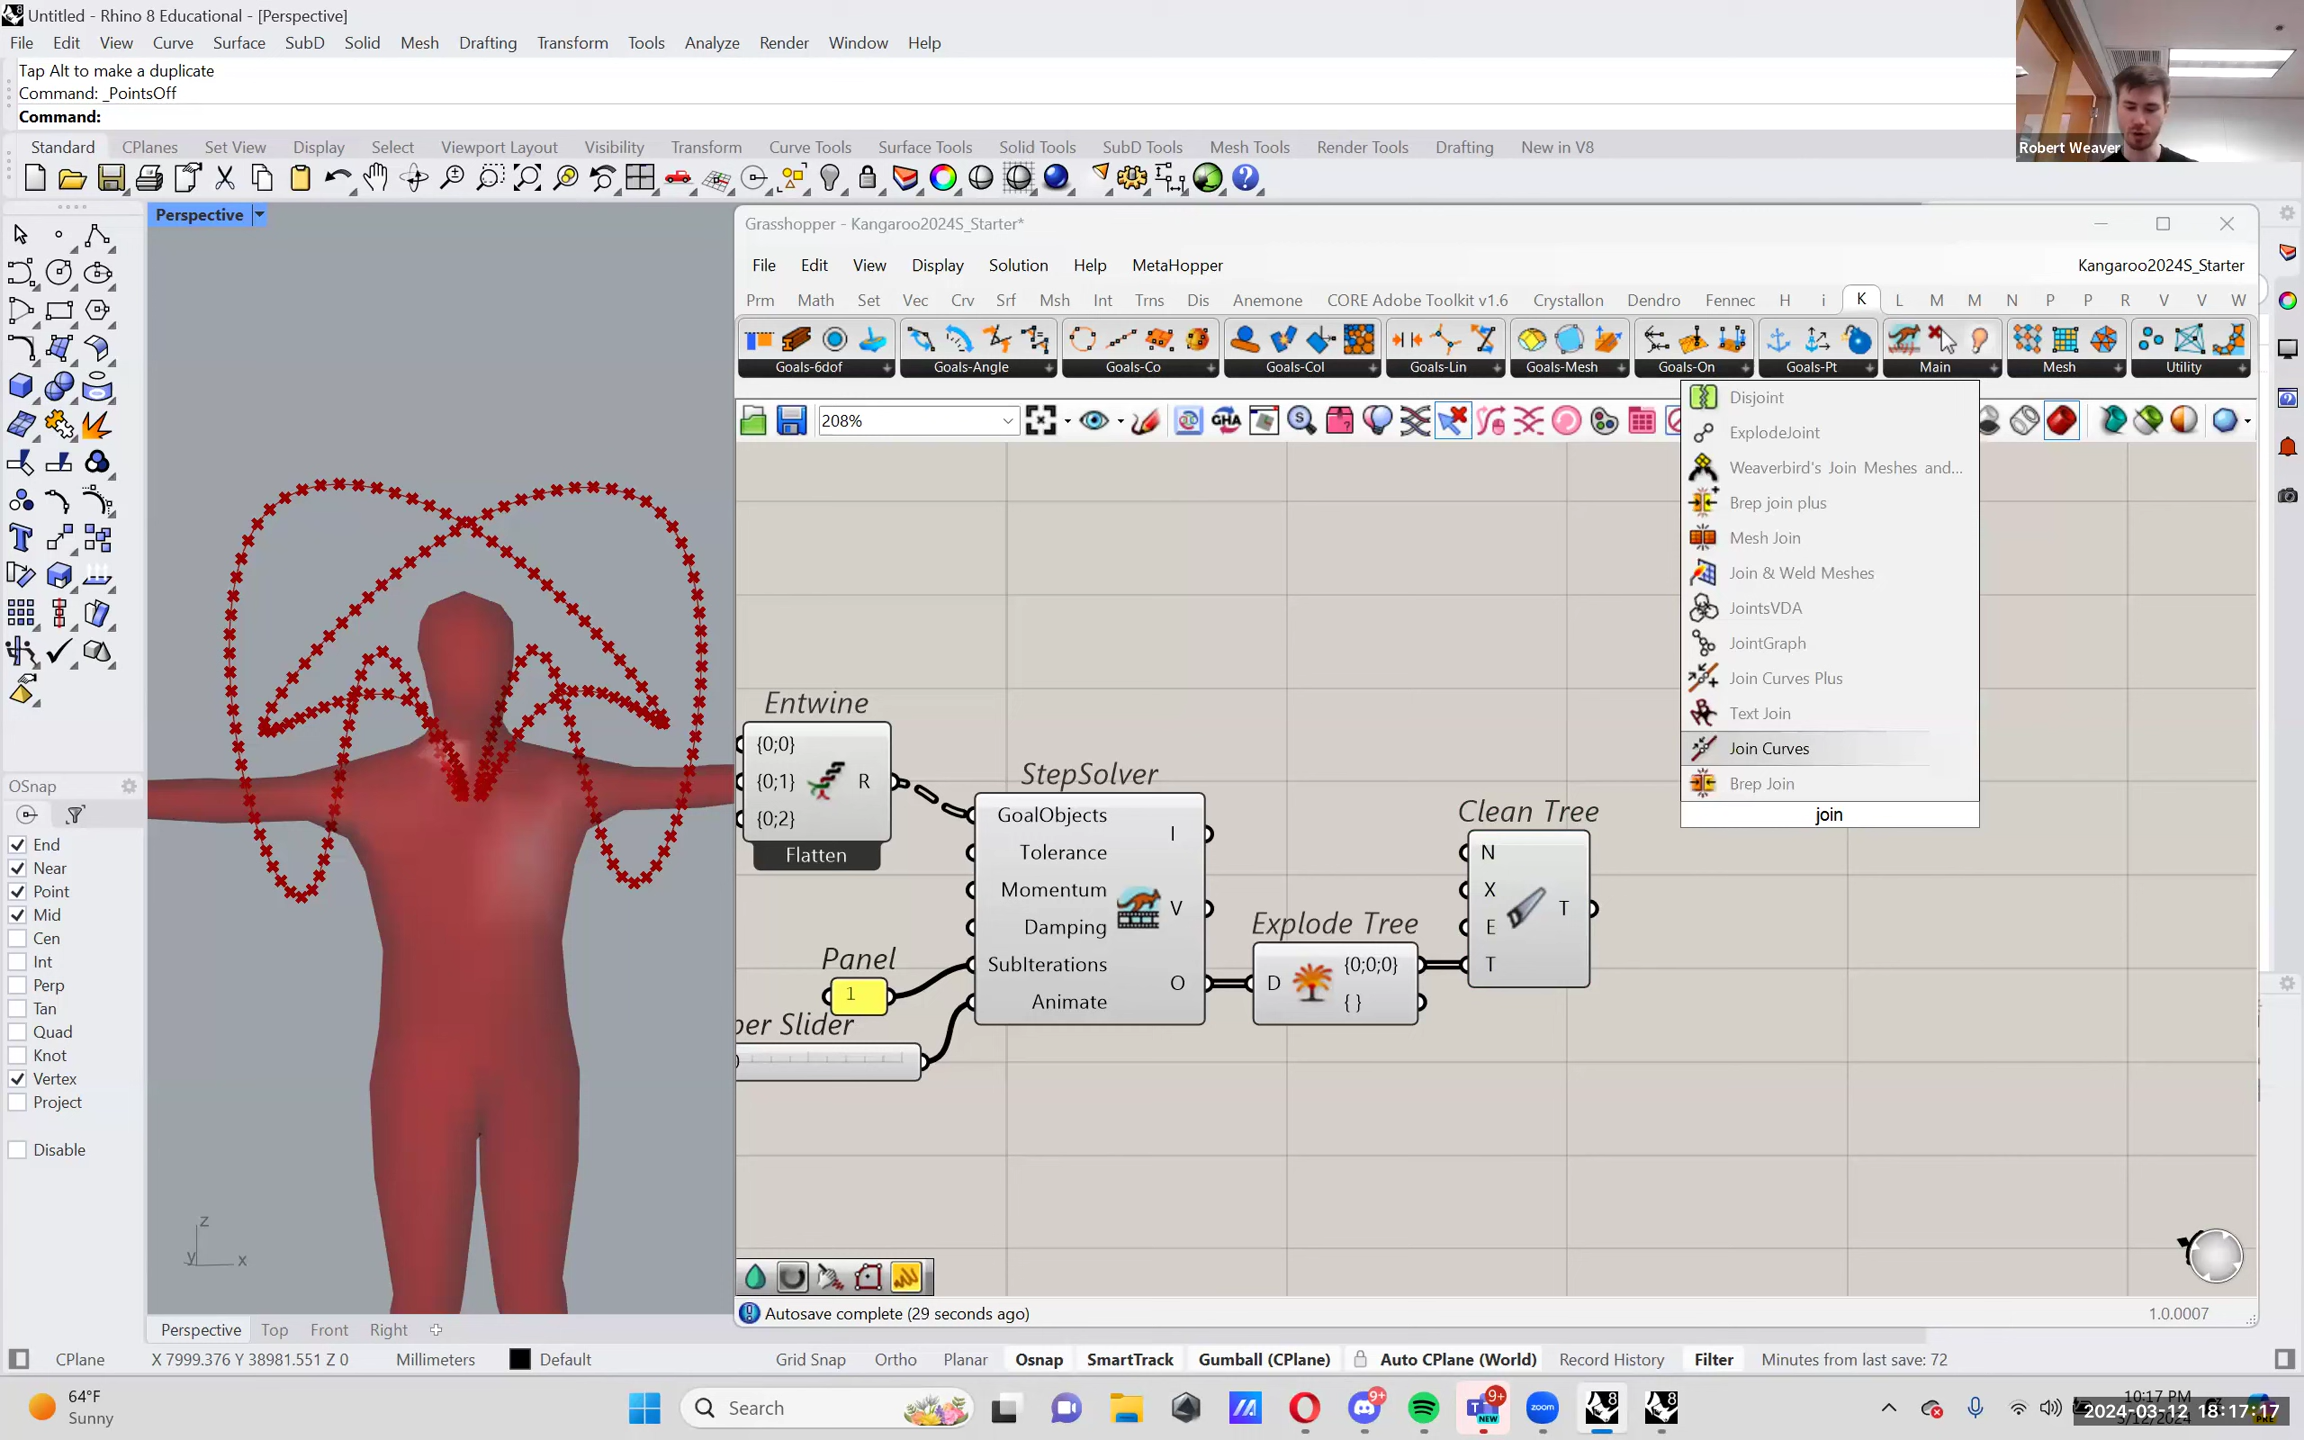 Untitled - Rhino 8 Educational - [Perspective]
File Edit View Curve Surface SubD Solid Mesh Drafting Transform Tools Analyze Render Window Help
Tap Alt to make a duplicate
Command: _PointsOff
Command:
Robert Weaver
Standard CPlanes Set View Display Select Viewport Layout Visibility Transform Curve Tools Surface Tools Solid Tools SubD Tools Mesh Tools Render Tools Drafting New in V8
Perspective
Grasshopper - Kangaroo2024S_Starter*
File Edit View Display Solution Help MetaHopper Kangaroo2024S_Starter
Prm Math Set Vec Crv Srf Msh Int Trns Dis Anemone CORE Adobe Toolkit v1.6 Crystallon Dendro Fennec H i K L M M N P P R V V W
Goals-6dof Goals-Angle Goals-Co Goals-Col Goals-Lin Goals-Mesh Goals-On Goals-Pt Main Mesh Utility
208%
GHA
Disjoint
ExplodeJoint
Weaverbird's Join Meshes and...
Brep join plus
Mesh Join
Join & Weld Meshes
JointsVDA
JointGraph
Join Curves Plus
Text Join
Join Curves
Brep Join
join
Entwine
{0;0}
{0;1} R
{0;2}
Flatten
StepSolver
GoalObjects
Tolerance
Momentum
Damping
SubIterations
Animate
I
V
O
Panel
1
per Slider
Explode Tree
D {0;0;0}
{ }
Clean Tree
N
X
E
T
T
OSnap
End
Near
Point
Mid
Cen
Int
Perp
Tan
Quad
Knot
Vertex
Project
Disable
z
y x
Autosave complete (29 seconds ago) 1.0.0007
Perspective Top Front Right
CPlane X 7999.376 Y 38981.551 Z 0 Millimeters Default Grid Snap Ortho Planar Osnap SmartTrack Gumball (CPlane) Auto CPlane (World) Record History Filter Minutes from last save: 72
64°F
Sunny
Search
9+
9+
NEW
zoom
8
8
10:17 PM
2024-03-12 18:17:17